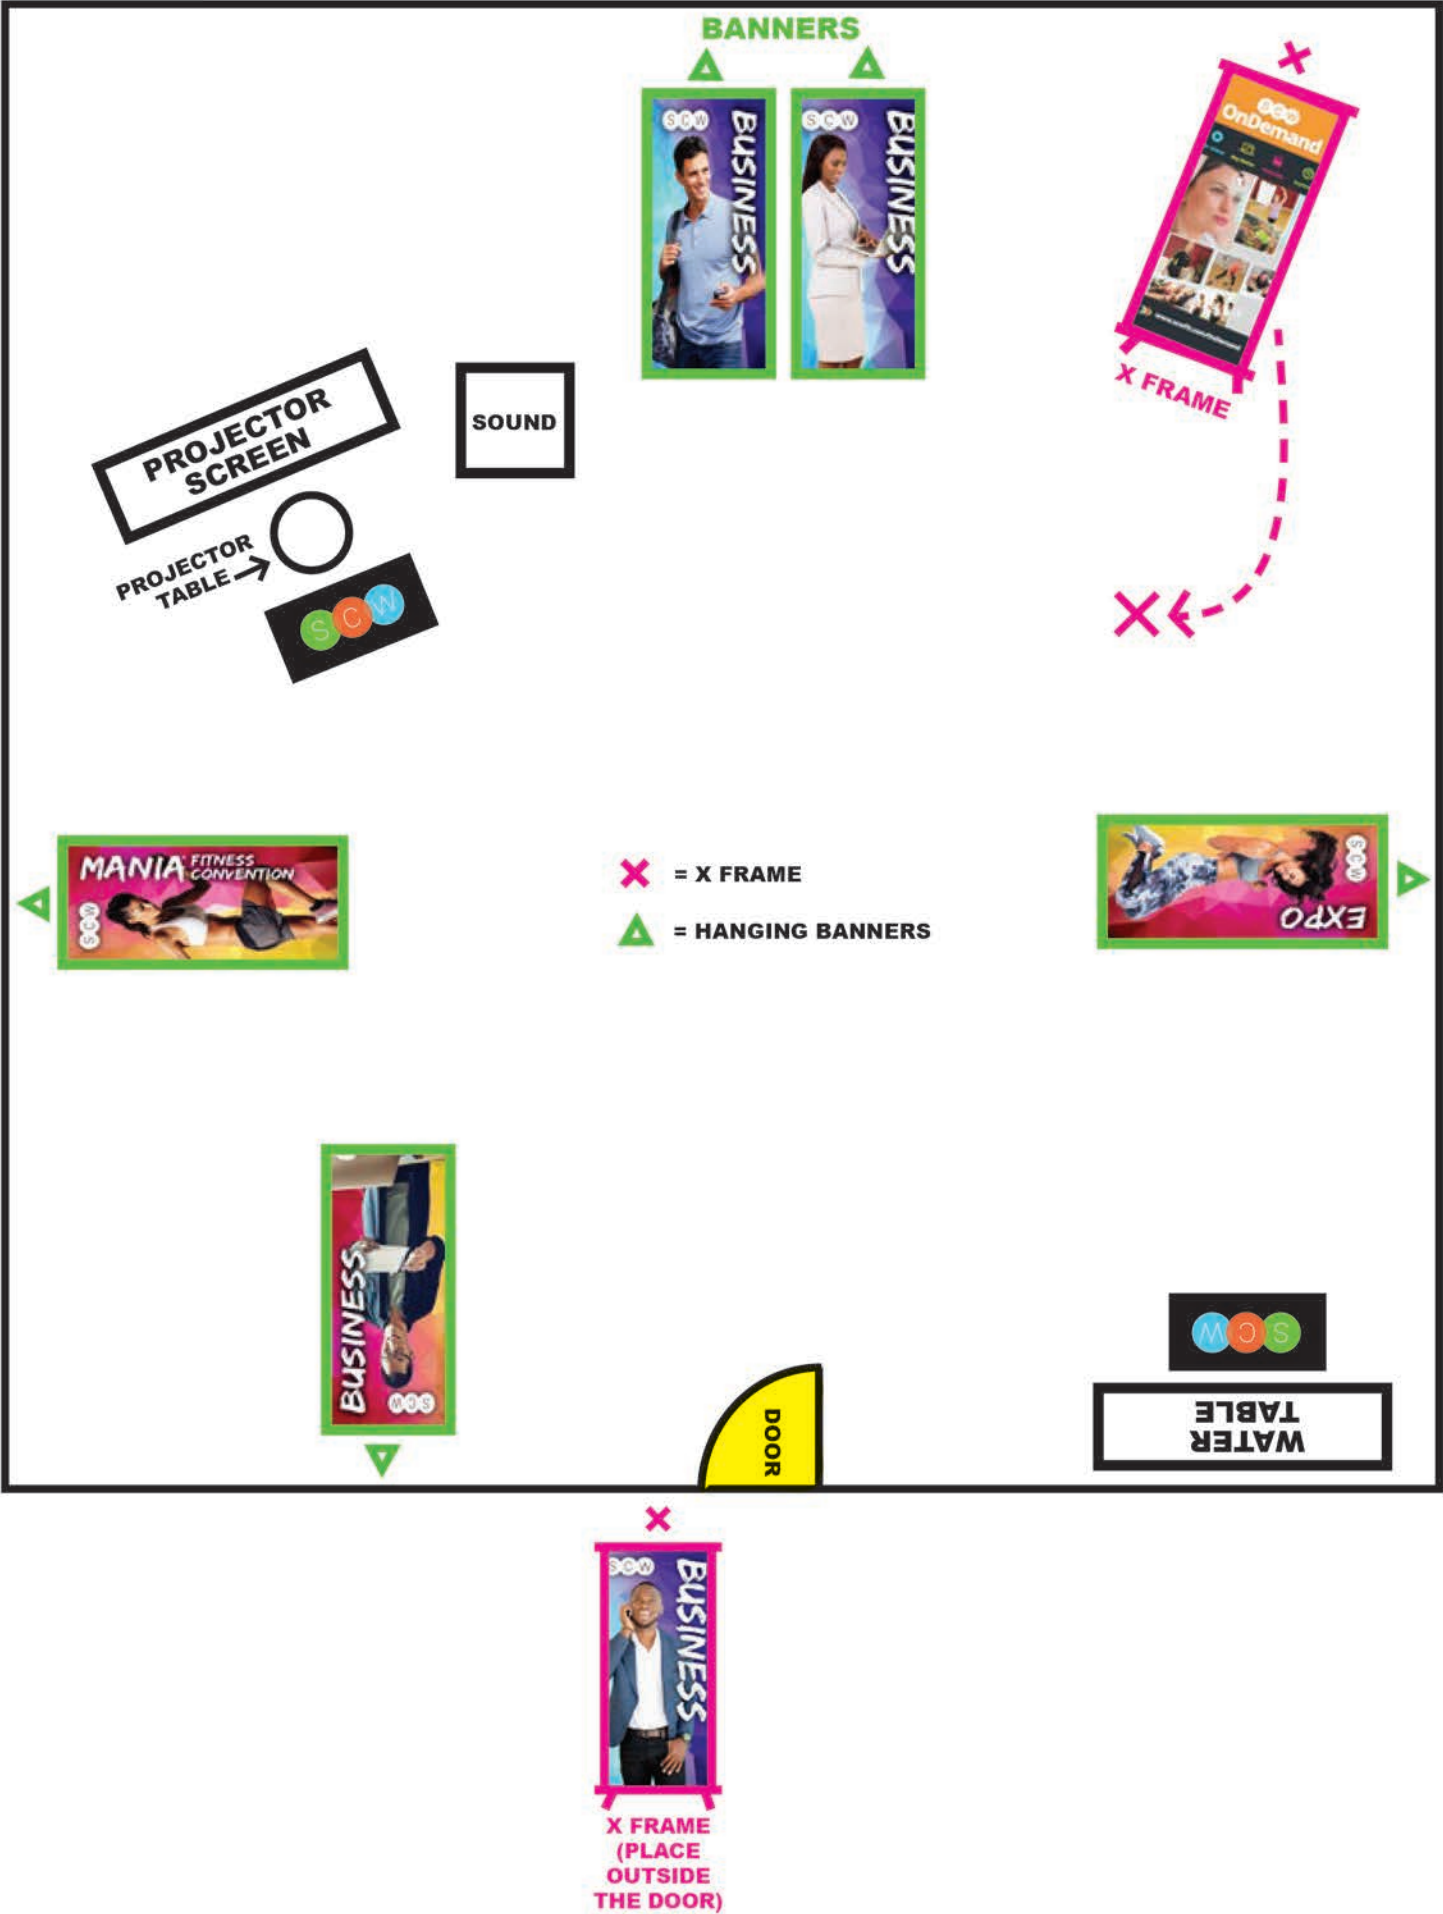 BANNERS
SCW
BUSINESS
SCW
BUSINESS
SCW
OnDemand
X FRAME
PROJECTOR
SCREEN
SOUND
PROJECTOR
TABLE
SCW
MANIA FITNESS
CONVENTION
SCW
= X FRAME
= HANGING BANNERS
SCW
EXPO
BUSINESS
SCW
DOOR
SCW
WATER
TABLE
SCW
BUSINESS
X FRAME
(PLACE
OUTSIDE
THE DOOR)